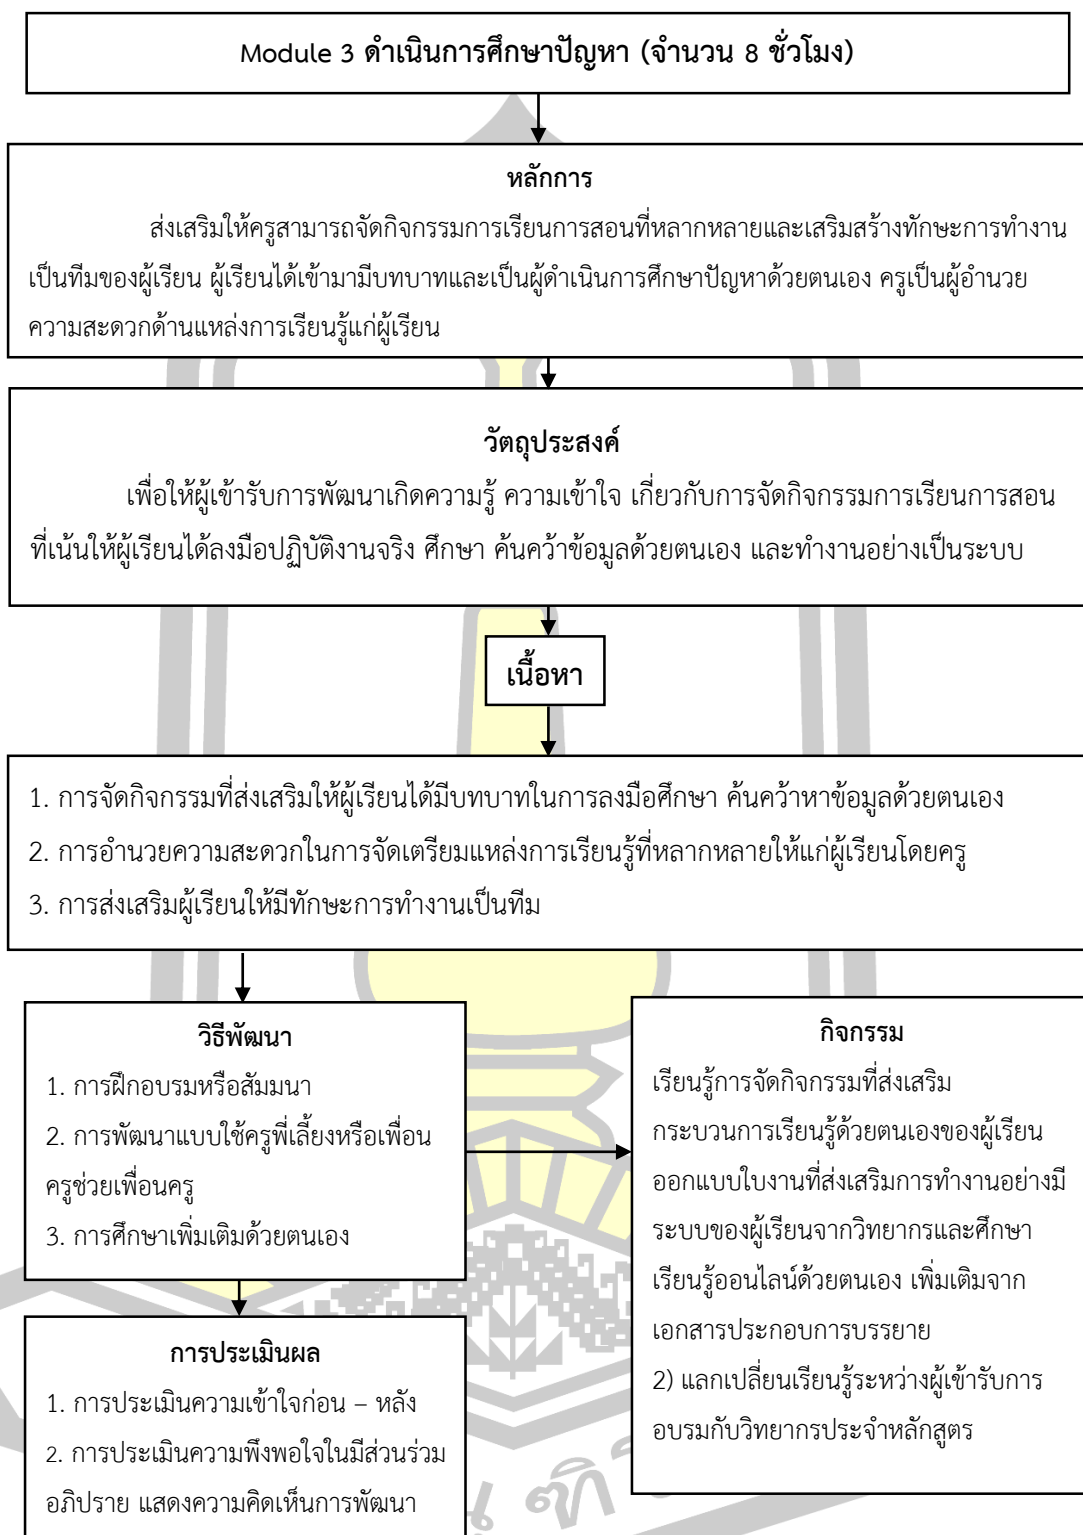 Module 3 ดำเนินการศึกษาปัญหา (จำนวน 8 ชั่วโมง)
หลักการ
ส่งเสริมให้ครูสามารถจัดกิจกรรมการเรียนการสอนที่หลากหลายและเสริมสร้างทักษะการทำงาน
เป็นทีมของผู้เรียน ผู้เรียนได้เข้ามามีบทบาทและเป็นผู้ดำเนินการศึกษาปัญหาด้วยตนเอง ครูเป็นผู้อำนวย
ความสะดวกด้านแหล่งการเรียนรู้แก่ผู้เรียน
วัตถุประสงค์
เพื่อให้ผู้เข้ารับการพัฒนาเกิดความรู้ ความเข้าใจ เกี่ยวกับการจัดกิจกรรมการเรียนการสอน
ที่เน้นให้ผู้เรียนได้ลงมือปฏิบัติงานจริง ศึกษา ค้นคว้าข้อมูลด้วยตนเอง และทำงานอย่างเป็นระบบ
เนื้อหา
1. การจัดกิจกรรมที่ส่งเสริมให้ผู้เรียนได้มีบทบาทในการลงมือศึกษา ค้นคว้าหาข้อมูลด้วยตนเอง
2. การอำนวยความสะดวกในการจัดเตรียมแหล่งการเรียนรู้ที่หลากหลายให้แก่ผู้เรียนโดยครู
3. การส่งเสริมผู้เรียนให้มีทักษะการทำงานเป็นทีม
วิธีพัฒนา
1. การฝึกอบรมหรือสัมมนา
2. การพัฒนาแบบใช้ครูพี่เลี้ยงหรือเพื่อน
ครูช่วยเพื่อนครู
3. การศึกษาเพิ่มเติมด้วยตนเอง
กิจกรรม
เรียนรู้การจัดกิจกรรมที่ส่งเสริม
กระบวนการเรียนรู้ด้วยตนเองของผู้เรียน
ออกแบบใบงานที่ส่งเสริมการทำงานอย่างมี
ระบบของผู้เรียนจากวิทยากรและศึกษา
เรียนรู้ออนไลน์ด้วยตนเอง เพิ่มเติมจาก
เอกสารประกอบการบรรยาย
2) แลกเปลี่ยนเรียนรู้ระหว่างผู้เข้ารับการ
อบรมกับวิทยากรประจำหลักสูตร
การประเมินผล
1. การประเมินความเข้าใจก่อน – หลัง
2. การประเมินความพึงพอใจในมีส่วนร่วม
อภิปราย แสดงความคิดเห็นการพัฒนา